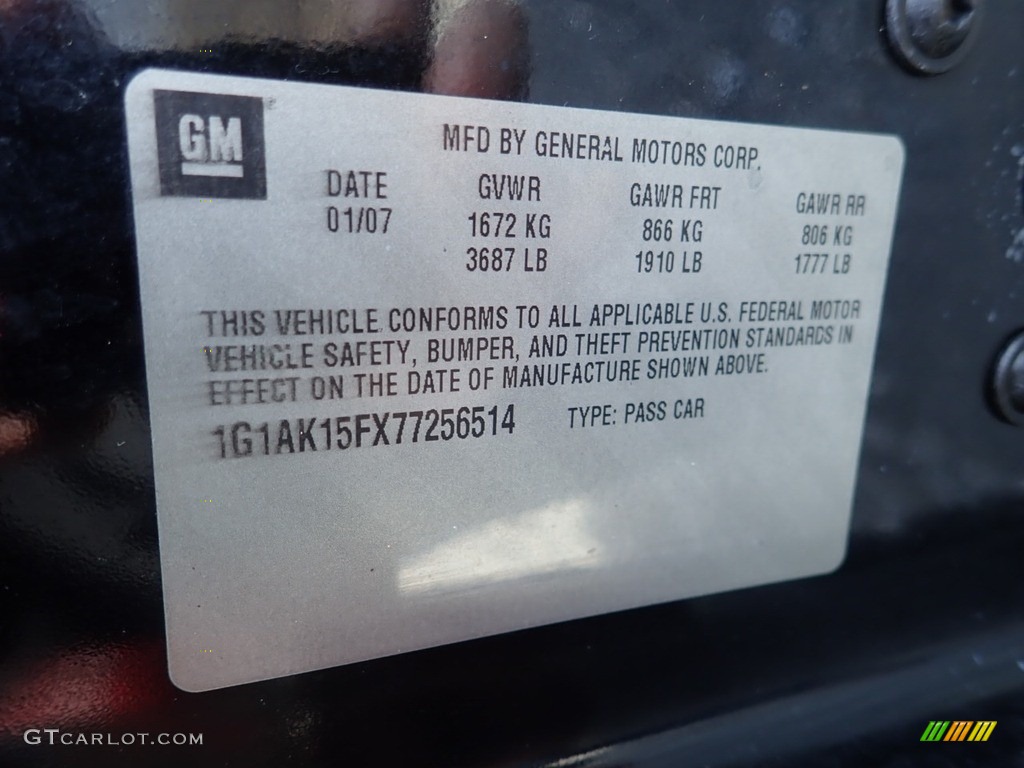 GM
MFD BY GENERAL MOTORS CORP.
DATE GVWR GAWR FRT GAWR RR
01/07 1672 KG 866 KG 806 KG
3687 LB 1910 LB 1777 LB
THIS VEHICLE CONFORMS TO ALL APPLICABLE U.S. FEDERAL MOTOR
VEHICLE SAFETY, BUMPER, AND THEFT PREVENTION STANDARDS IN
EFFECT ON THE DATE OF MANUFACTURE SHOWN ABOVE.
1G1AK15FX77256514 TYPE: PASS CAR
GTCARLOT.COM